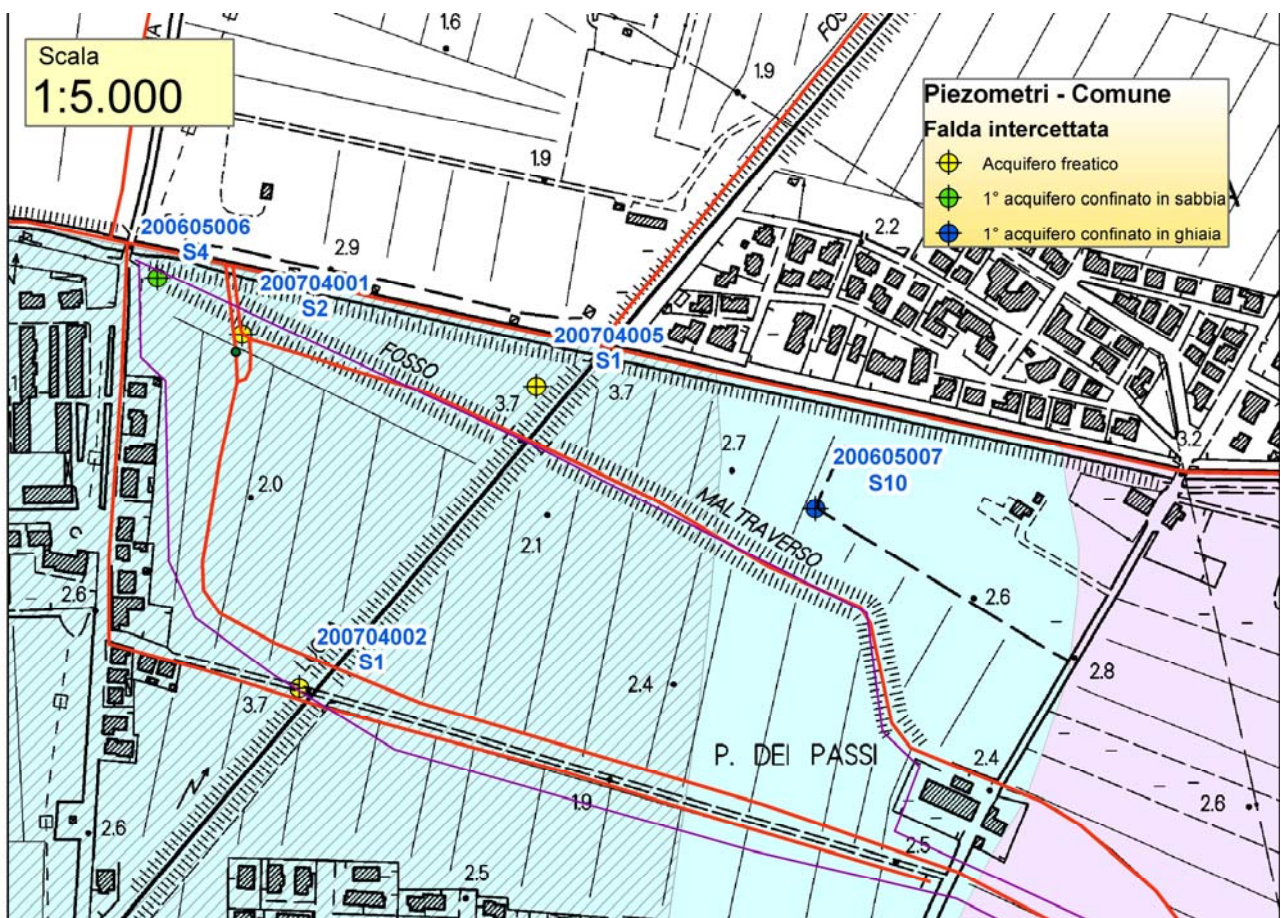 Scala
1:5.000
Piezometri - Comune
Falda intercettata
Acquifero freatico
1° acquifero confinato in sabbia
1° acquifero confinato in ghiaia
1.6
1.9
1.9
2.2
2.9
200605006
S4
200704001
S2
200704005
S1
3.7
3.7
FOSSO
MALTRAVERSO
2.7
3.2
200605007
S10
2.0
2.1
2.6
2.6
200704002
S1
3.7
2.4
2.8
P. DEI PASSI
2.4
1.9
2.6
2.5
2.6
2.5